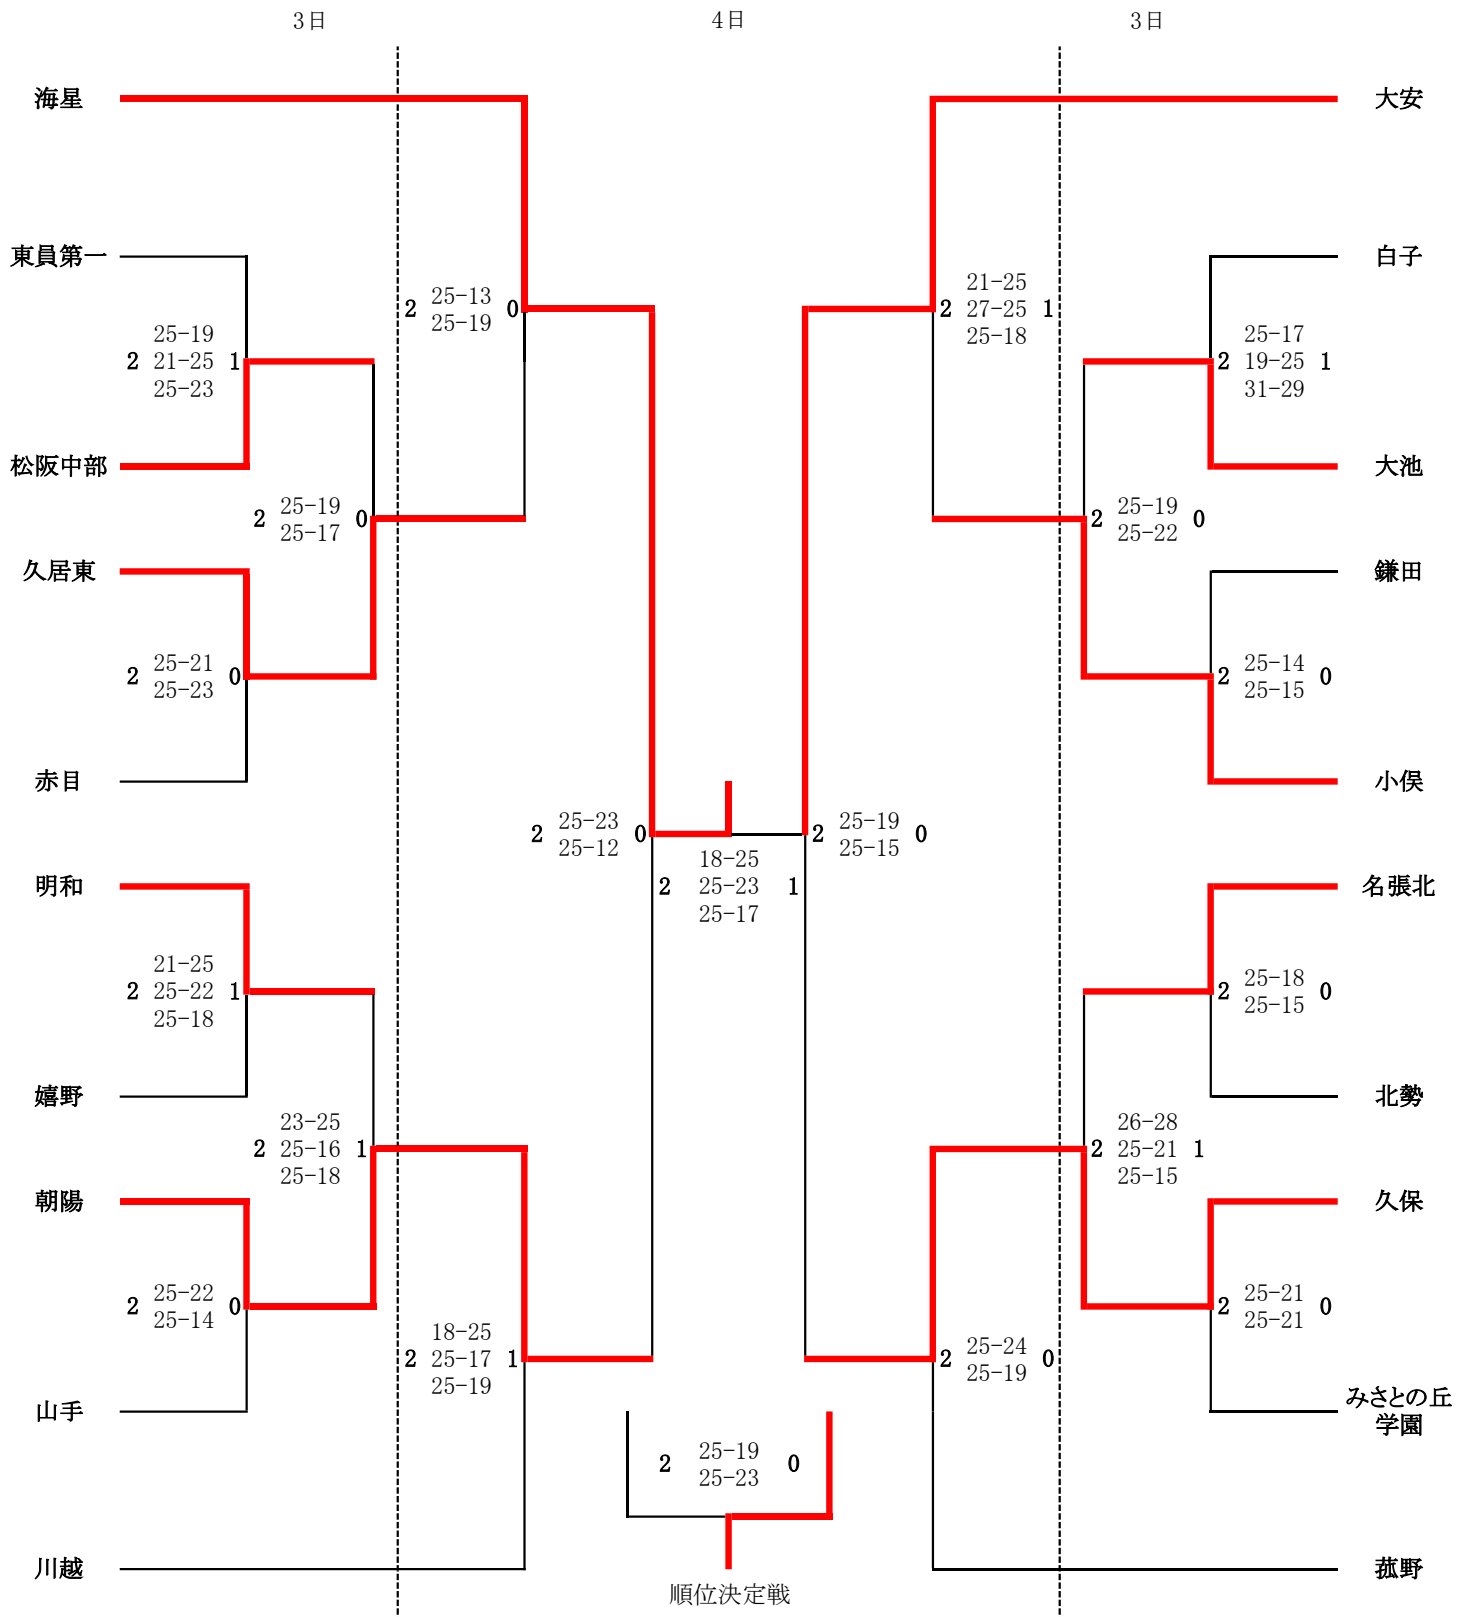 3日 4日 3日
海星 大安
東員第一 白子
21-25
2 25-13 0 2 27-25 1
25-19 25-18
25-19 25-17
2 21-25 1 2 19-25 1
25-23 31-29
松阪中部 大池
2 25-19 0 2 25-19 0
25-17 25-22
久居東 鎌田
2 25-21 0 2 25-14 0
25-23 25-15
赤目 小俣
2 25-23 0 2 25-19 0
25-12 25-15
18-25
明和 2 25-23 1 名張北
25-17
21-25
2 25-22 1 2 25-18 0
25-18 25-15
嬉野 北勢
23-25 26-28
2 25-16 1 2 25-21 1
25-18 25-15
朝陽 久保
2 25-22 0 2 25-21 0
25-14 25-21
18-25
2 25-17 1 2 25-24 0
25-19 25-19
山手 みさとの丘
学園
2 25-19 0
25-23
川越 菰野
順位決定戦